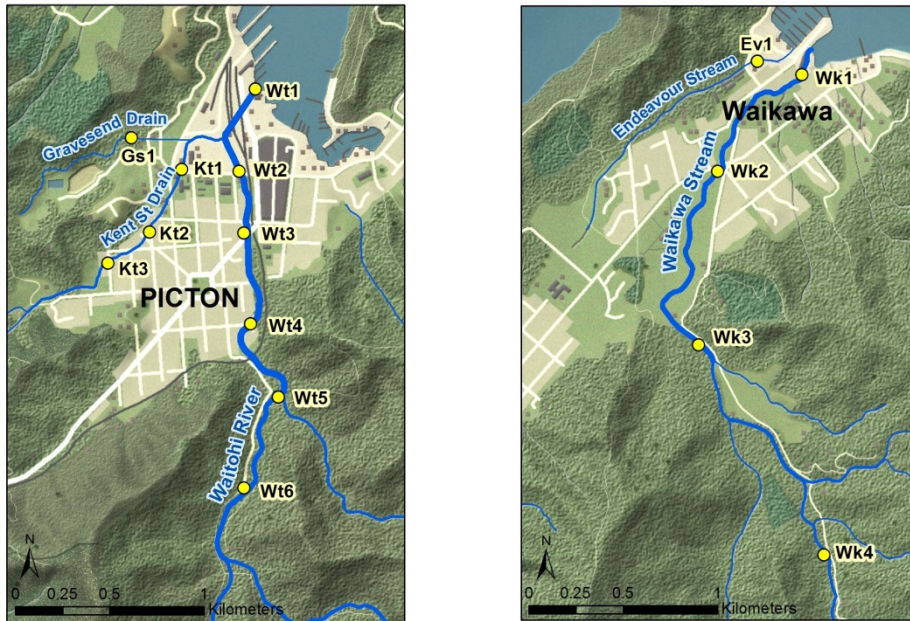 Wt1
Gravesend Drain
Gs1
Kt1
Wt2
Kent St Drain
Kt2
Wt3
Kt3
PICTON
Wt4
Wt5
Waitohi River
Wt6
N
0 0.25 0.5 1
Kilometers
Ev1
Wk1
Endeavour Stream
Waikawa
Wk2
Waikawa Stream
Wk3
Wk4
N
0 0.25 0.5 1
Kilometers